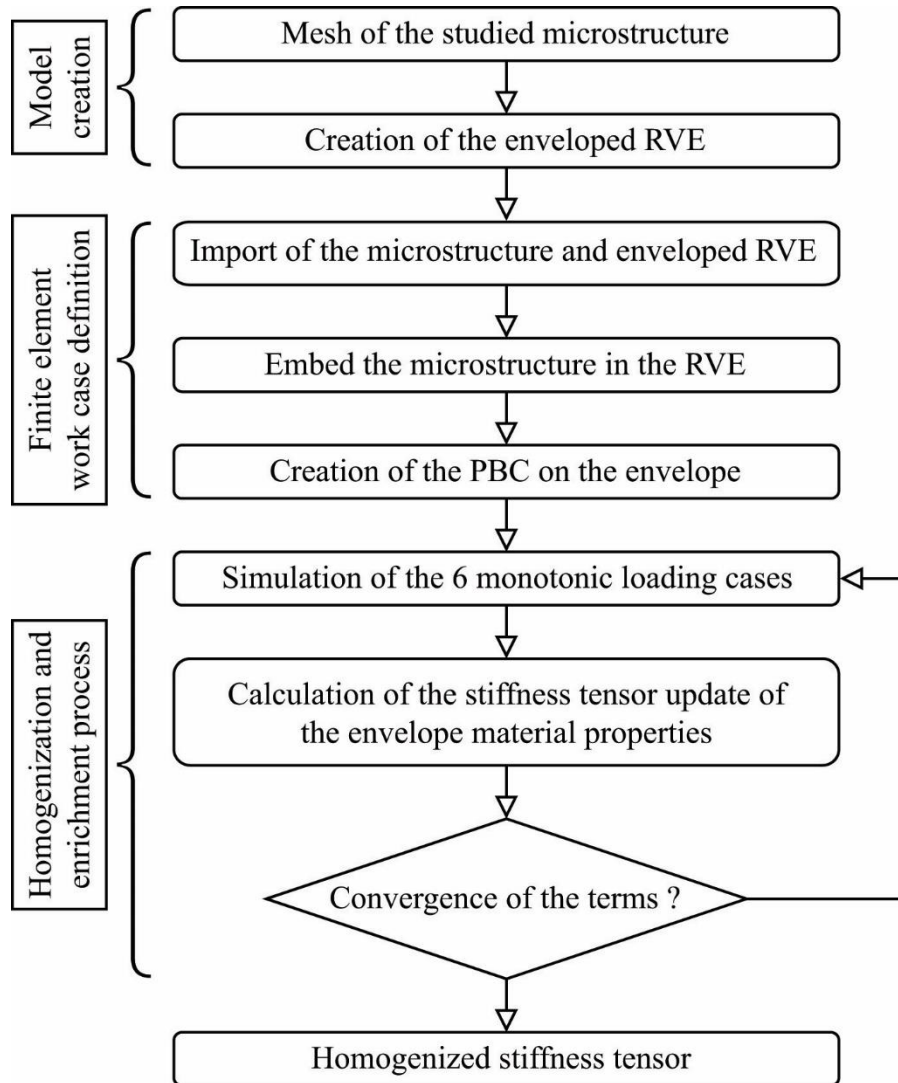 Model
creation
Mesh of the studied microstructure
Creation of the enveloped RVE
Finite element
work case definition
Import of the microstructure and enveloped RVE
Embed the microstructure in the RVE
Creation of the PBC on the envelope
Homogenization and
enrichment process
Simulation of the 6 monotonic loading cases
Calculation of the stiffness tensor update of
the envelope material properties
Convergence of the terms ?
Homogenized stiffness tensor